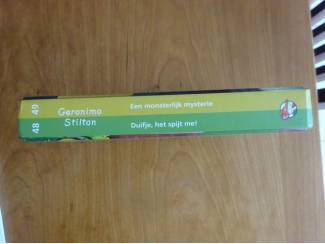 48 49
Geronimo
Stilton
Een monsterlijk mysterie
Duifje, het spijt me!